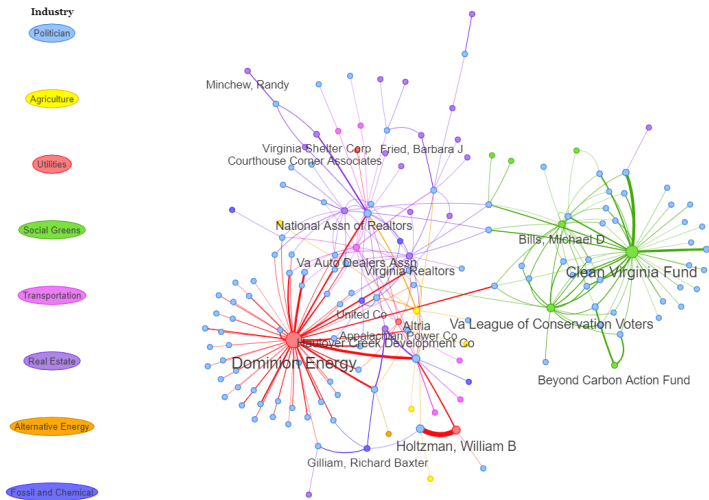 Industry
Politician
Agriculture
Utilities
Social Greens
Transportation
Real Estate
Alternative Energy
Fossil and Chemical
Minchew, Randy
Virginia Shelter Corp
Fried, Barbara J
Courthouse Corner Associates
National Assn of Realtors
Bills, Michael D
Va Auto Dealers Assn
Virginia Realtors
Clean Virginia Fund
United Co
Altria
Va League of Conservation Voters
Appalachian Power Co
Creek Development Co
Dominion Energy
Beyond Carbon Action Fund
Holtzman, William B
Gilliam, Richard Baxter